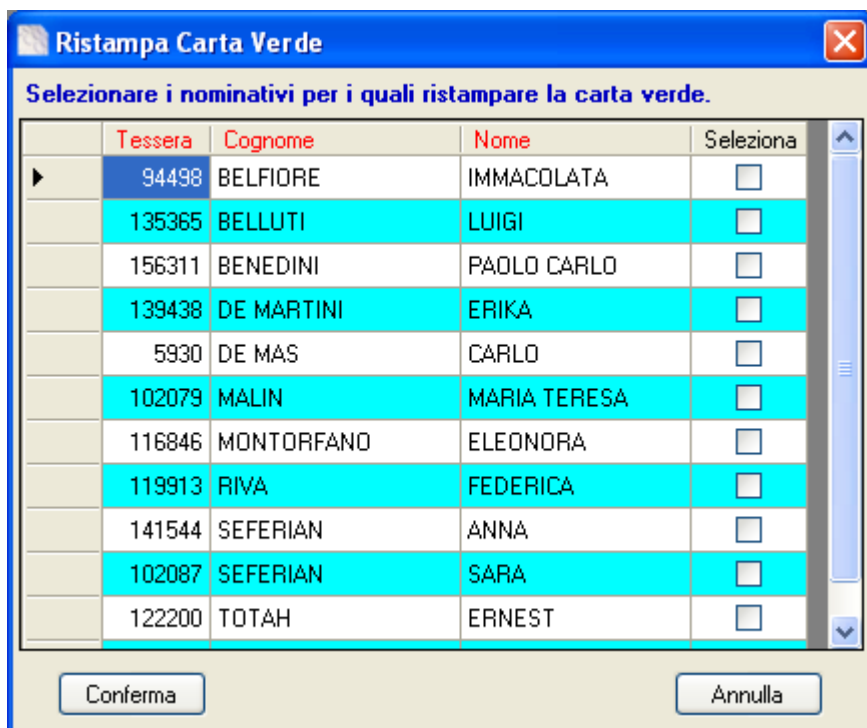 Ristampa Carta Verde
Selezionare i nominativi per i quali ristampare la carta verde.
Tessera Cognome Nome Seleziona
94498 BELFIORE IMMACOLATA
135365 BELLUTI LUIGI
156311 BENEDINI PAOLO CARLO
139438 DE MARTINI ERIKA
5930 DE MAS CARLO
102079 MALIN MARIA TERESA
116846 MONTORFANO ELEONORA
119913 RIVA FEDERICA
141544 SEFERIAN ANNA
102087 SEFERIAN SARA
122200 TOTAH ERNEST
Conferma Annulla